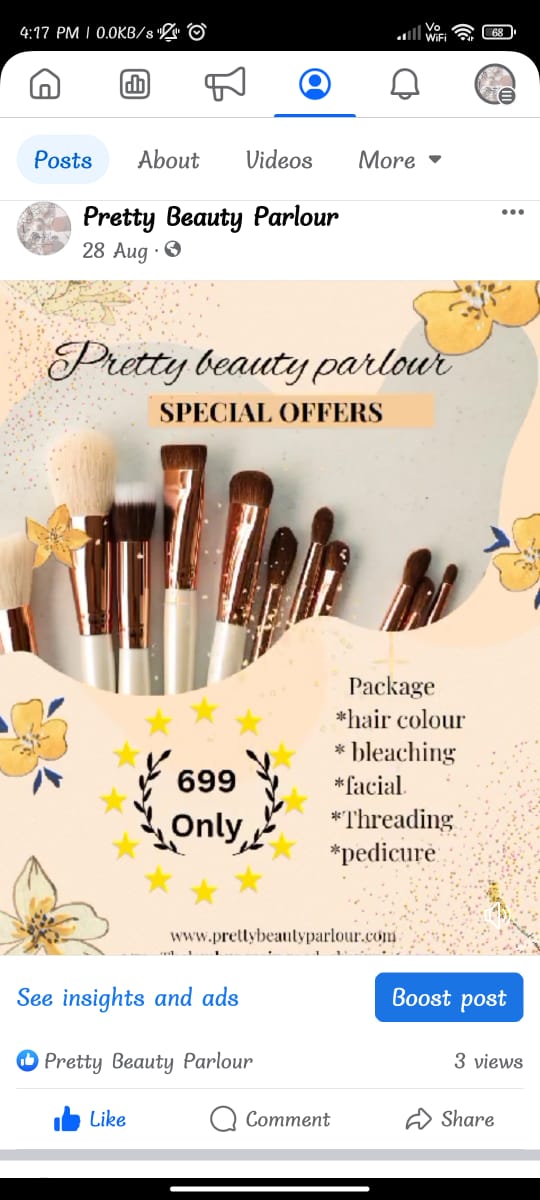 4:17 PM | 0.0KB/s
Vo
WiFi
68
Posts About Videos More
Pretty Beauty Parlour
28 Aug ·
Pretty beauty parlour
SPECIAL OFFERS
Package
*hair colour
* bleaching
*facial
*Threading
*pedicure
699
Only
www.prettybeautyparlour.com
See insights and ads
Boost post
Pretty Beauty Parlour
3 views
Like
Comment
Share